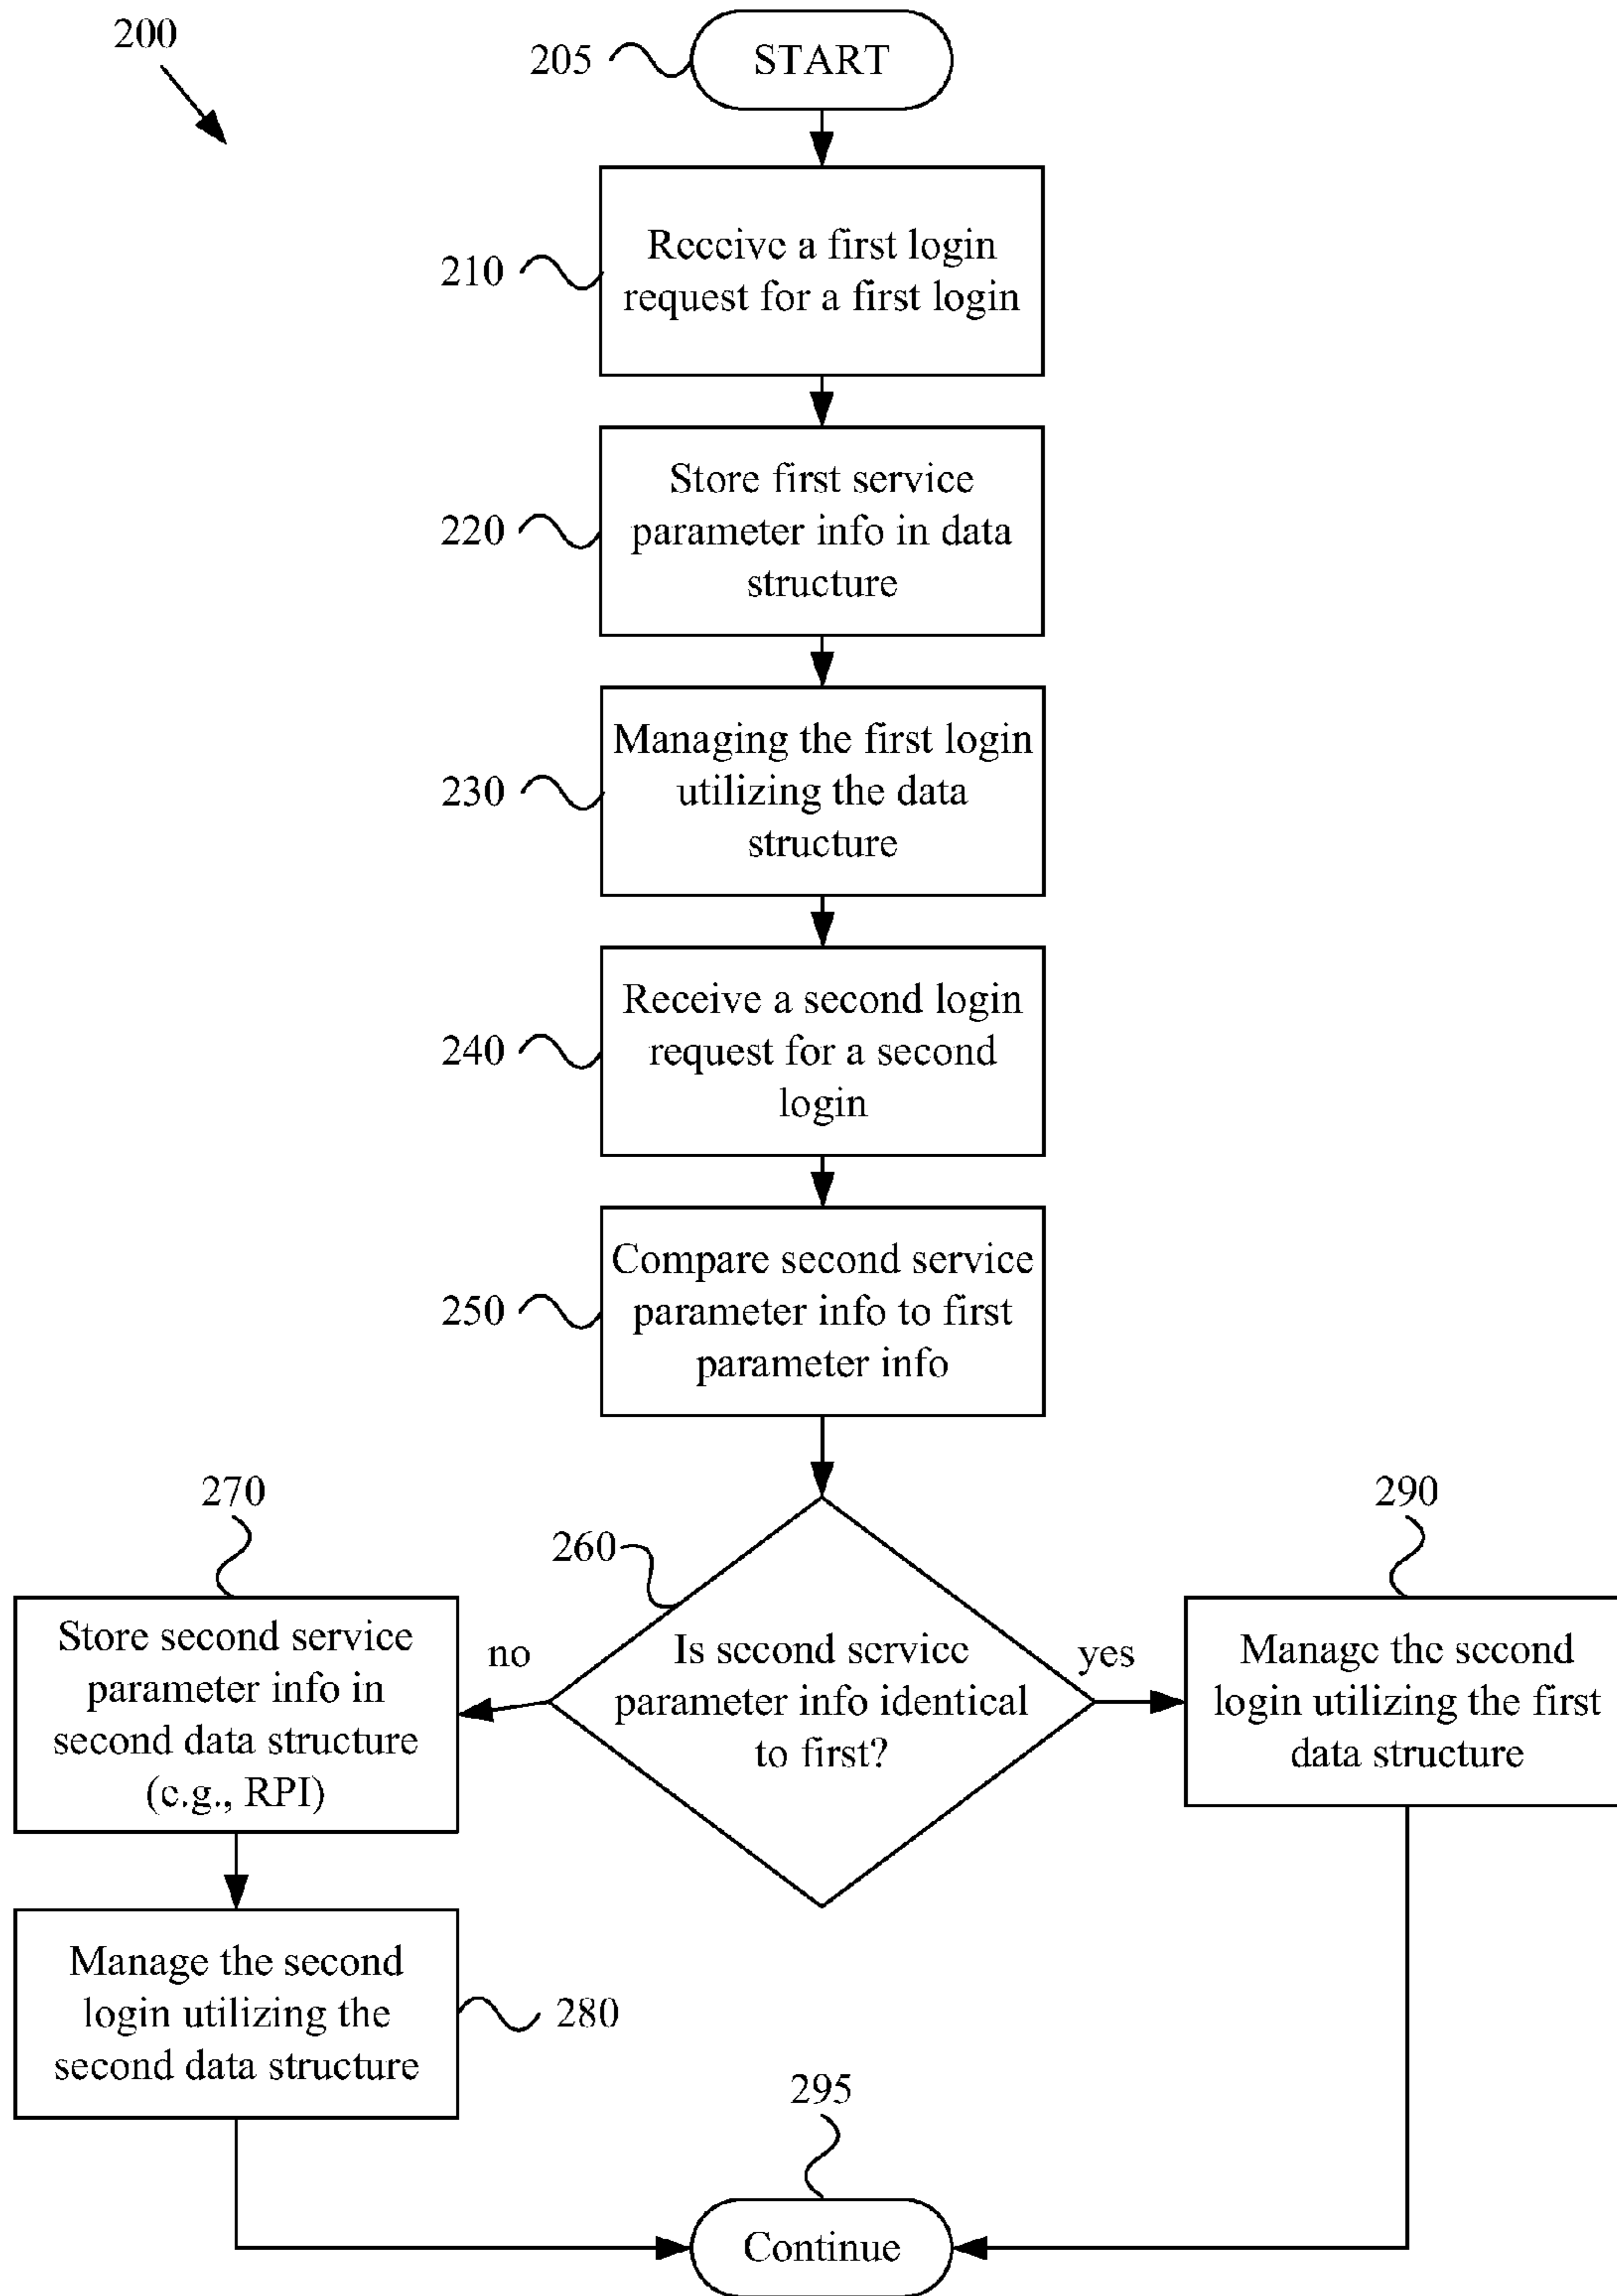 200
205
START
210
Receive a first login
request for a first login
220
Store first service
parameter info in data
structure
230
Managing the first login
utilizing the data
structure
240
Receive a second login
request for a second
login
250
Compare second service
parameter info to first
parameter info
260
Is second service
parameter info identical
to first?
no
yes
270
Store second service
parameter info in
second data structure
(e.g., RPI)
280
Manage the second
login utilizing the
second data structure
290
Manage the second
login utilizing the first
data structure
295
Continue